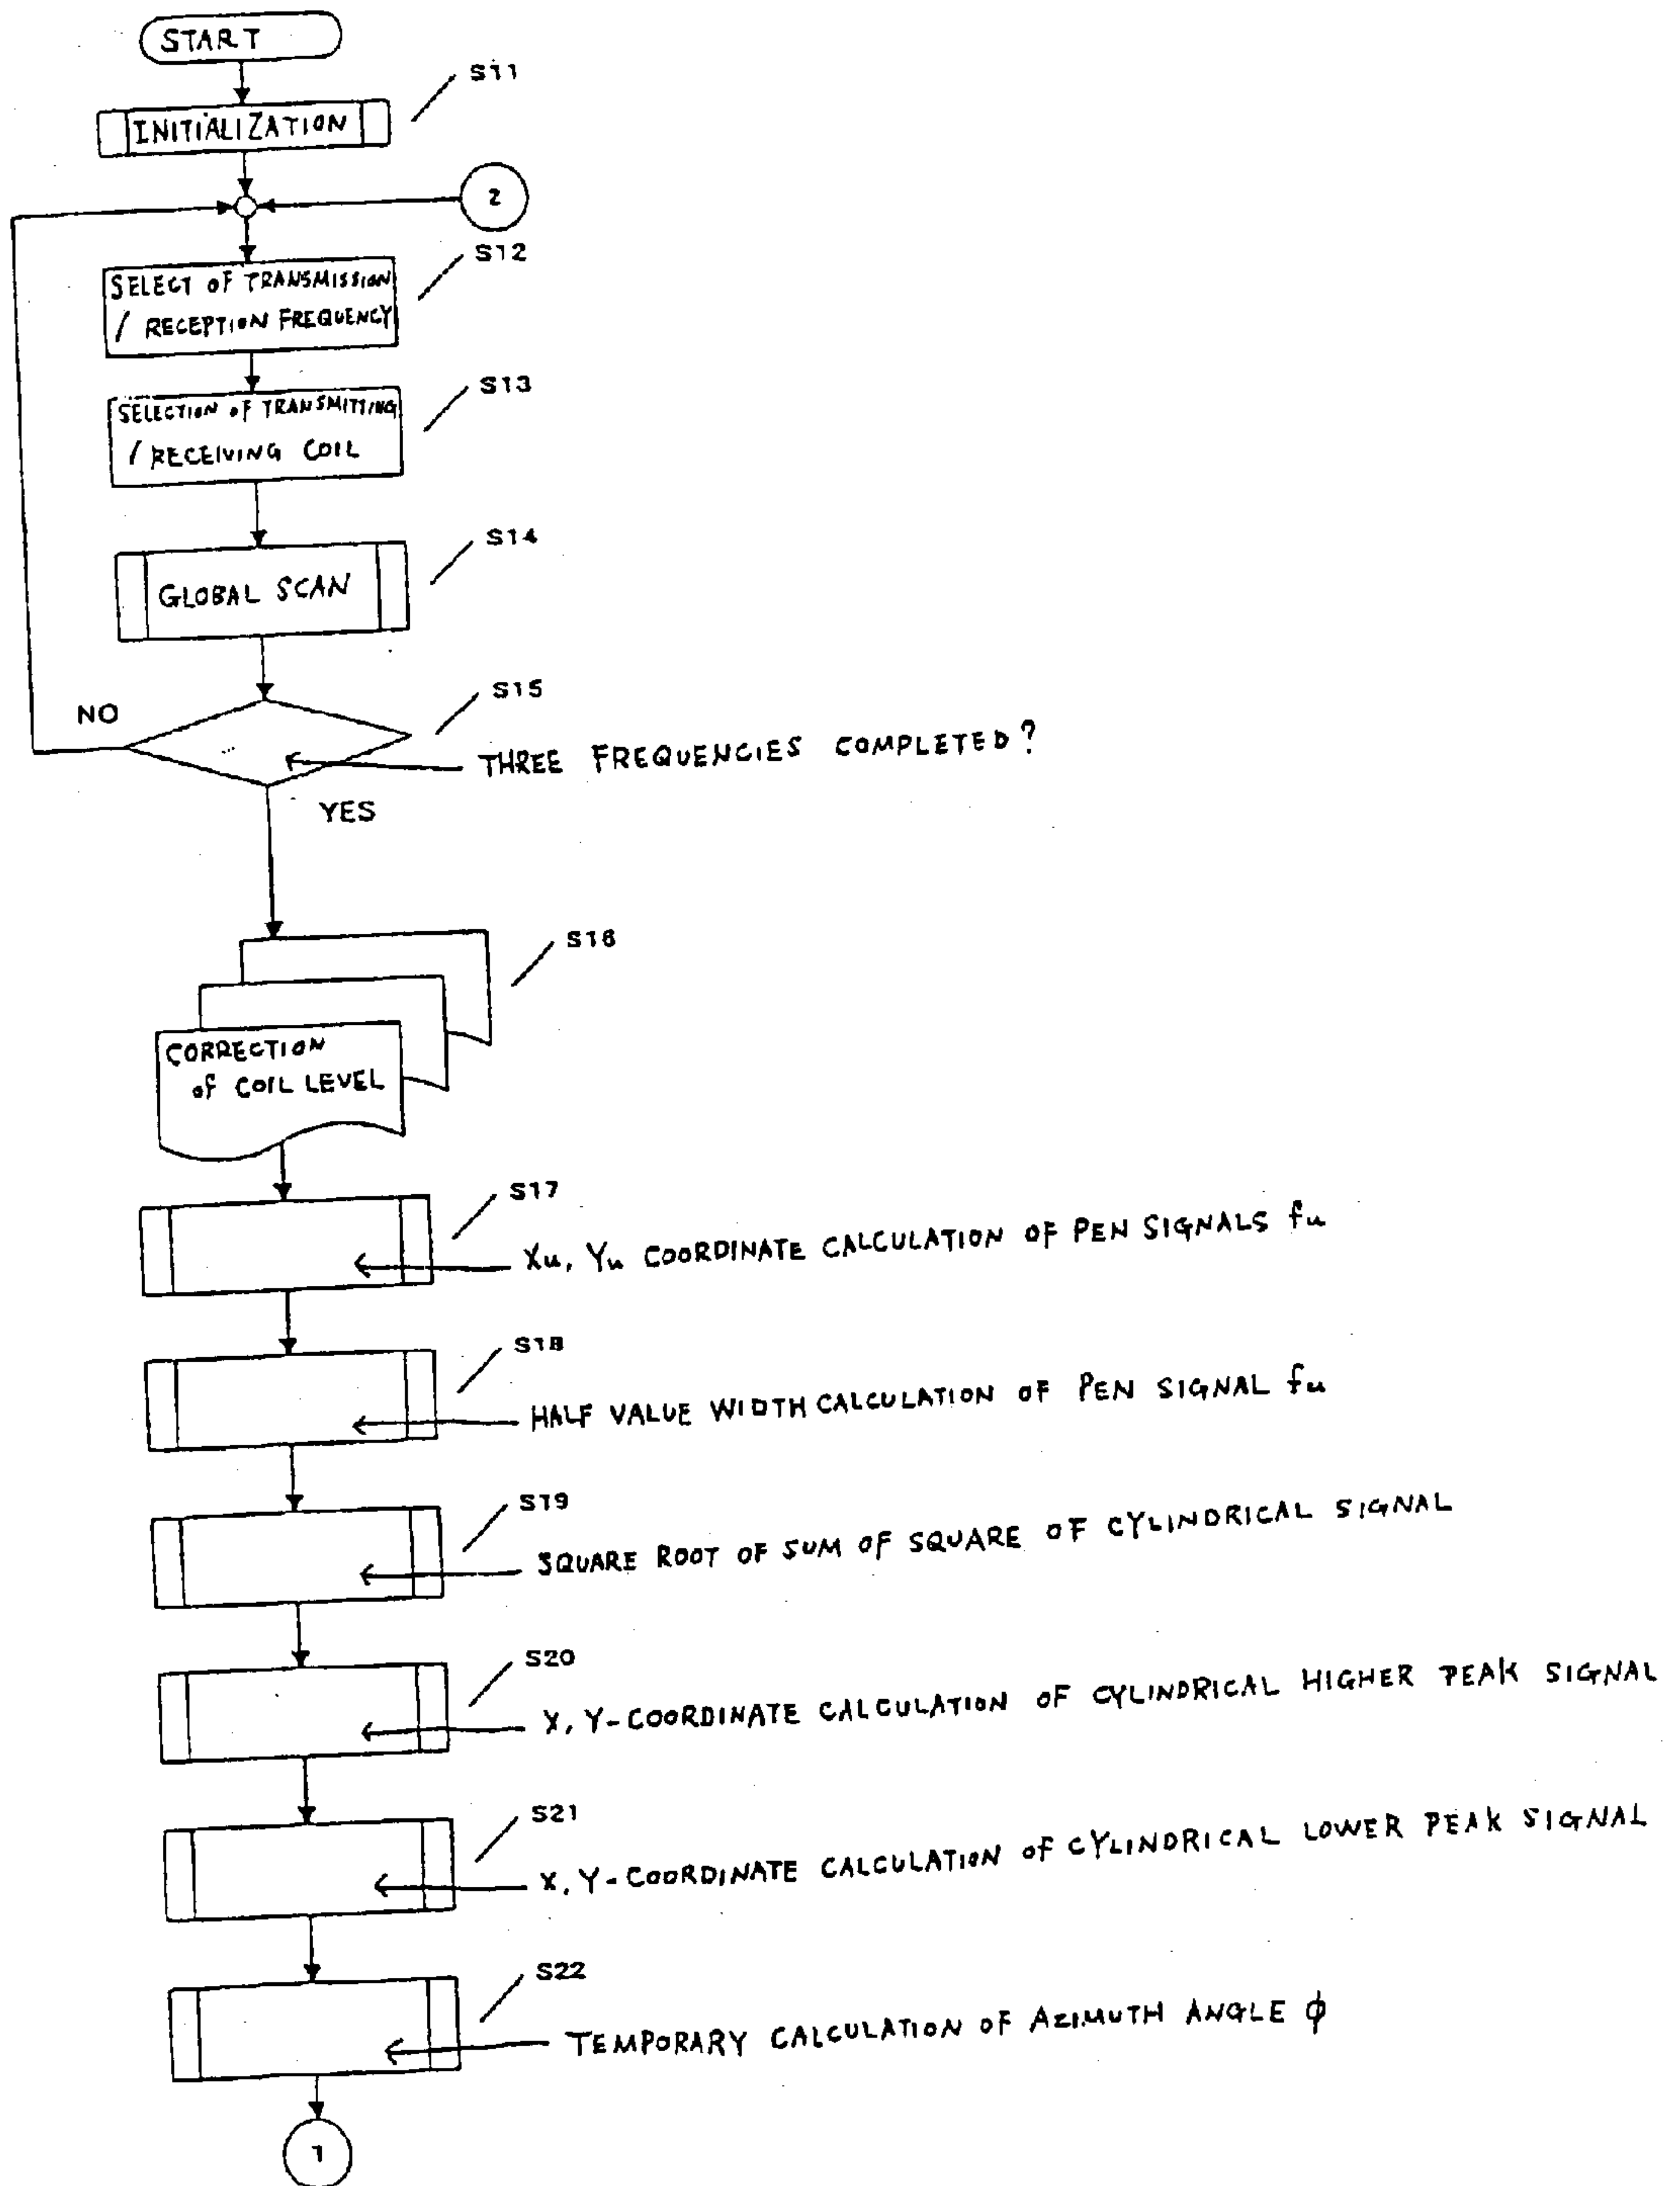 START
S11
INITIALIZATION
2
S12
SELECT OF TRANSMISSION
/ RECEPTION FREQUENCY
S13
SELECTION OF TRANSMITTING
/ RECEIVING COIL
S14
GLOBAL SCAN
S15
NO
THREE FREQUENCIES COMPLETED?
YES
S16
CORRECTION
of COIL LEVEL
S17
Xu, Yu COORDINATE CALCULATION OF PEN SIGNALS fu
S18
HALF VALUE WIDTH CALCULATION OF PEN SIGNAL fu
S19
SQUARE ROOT OF SUM OF SQUARE OF CYLINDRICAL SIGNAL
S20
X, Y-COORDINATE CALCULATION OF CYLINDRICAL HIGHER PEAK SIGNAL
S21
X, Y-COORDINATE CALCULATION OF CYLINDRICAL LOWER PEAK SIGNAL
S22
TEMPORARY CALCULATION OF AZIMUTH ANGLE ϕ
1